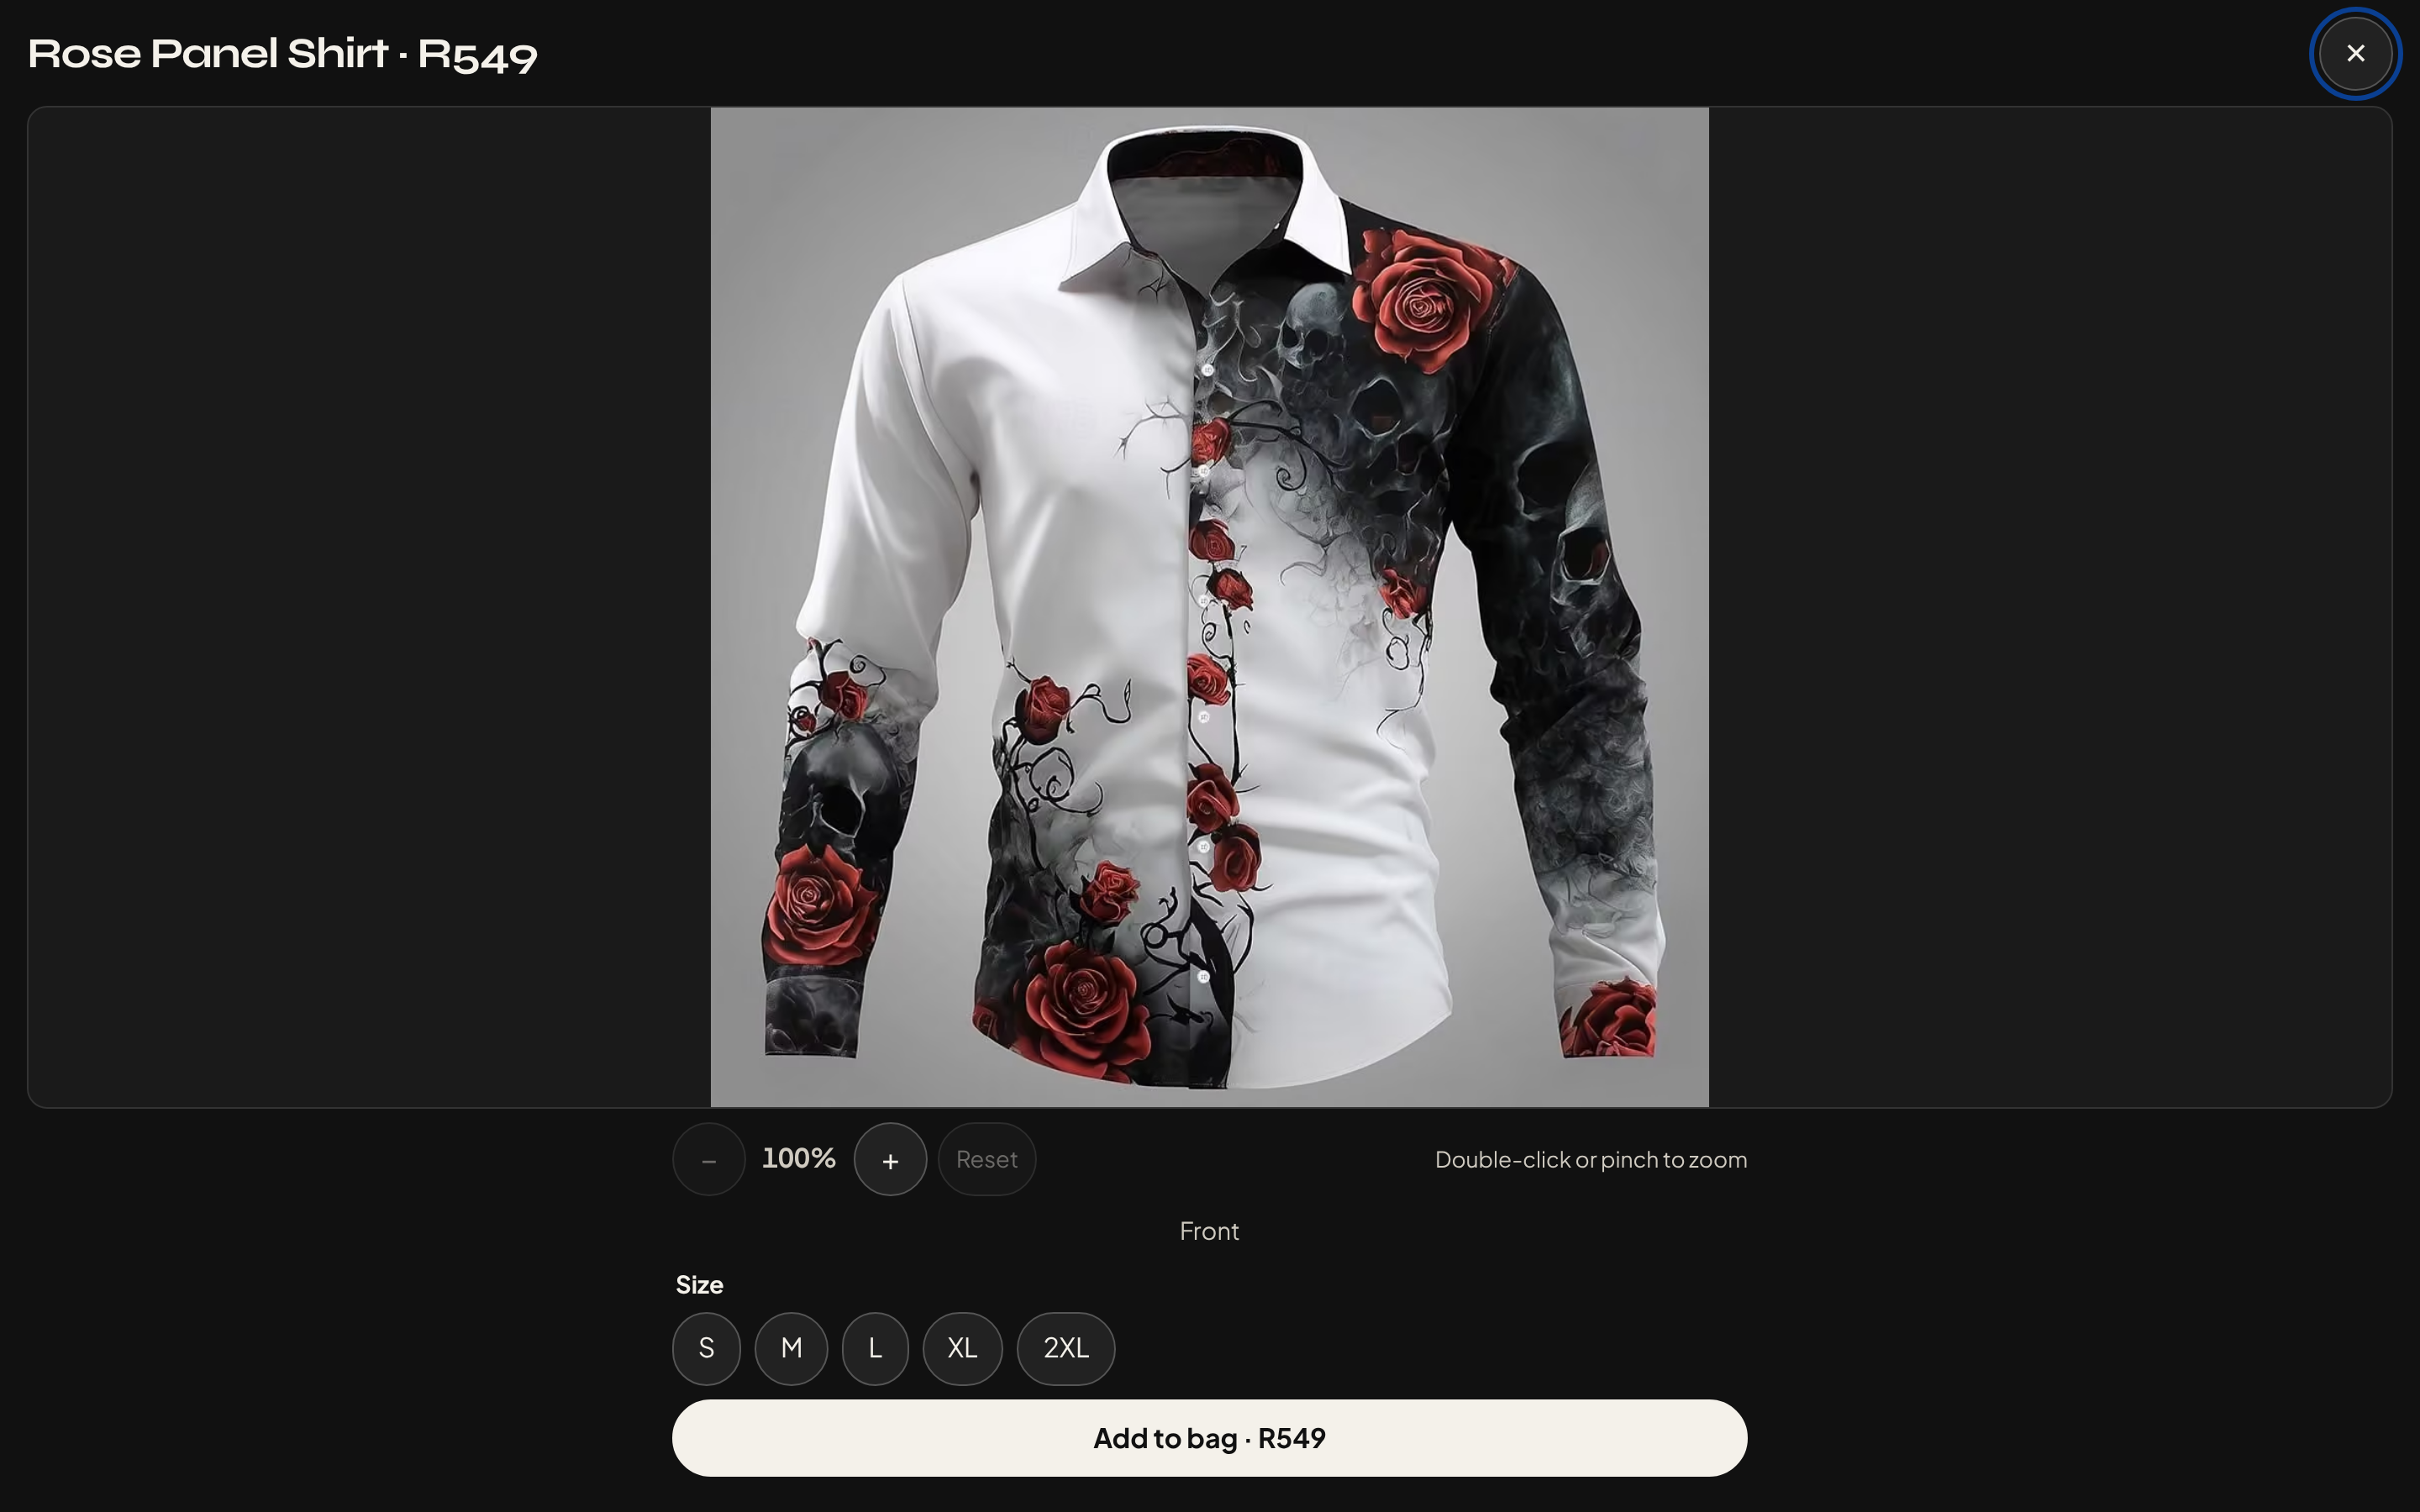 Rose Panel Shirt · R549
×
− 100% + Reset
Double-click or pinch to zoom
Front
Size
S M L XL 2XL
Add to bag · R549